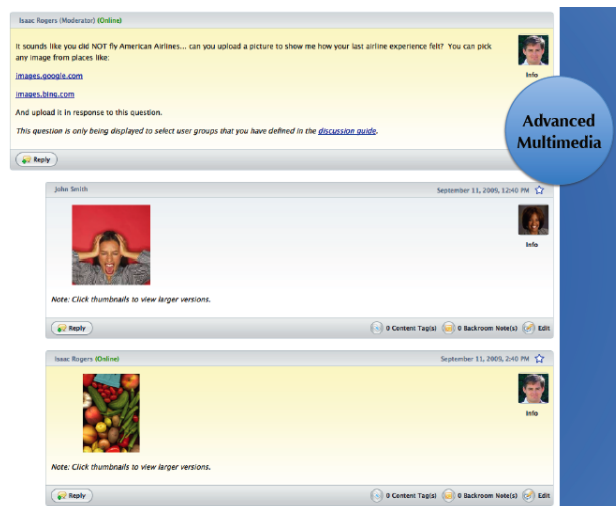 Isaac Rogers (Moderator) (Online)
It sounds like you did NOT fly American Airlines... can you upload a picture to show me how your last airline experience felt? You can pick
any image from places like:
Info
images.google.com
images.bing.com
And upload it in response to this question.
This question is only being displayed to select user groups that you have defined in the discussion guide.
Advanced
Multimedia
Reply
John Smith September 11, 2009, 12:40 PM
Info
Note: Click thumbnails to view larger versions.
Reply 0 Content Tag(s) 0 Backroom Note(s) Edit
Isaac Rogers (Online) September 11, 2009, 2:40 PM
Info
Note: Click thumbnails to view larger versions.
Reply 0 Content Tag(s) 0 Backroom Note(s) Edit